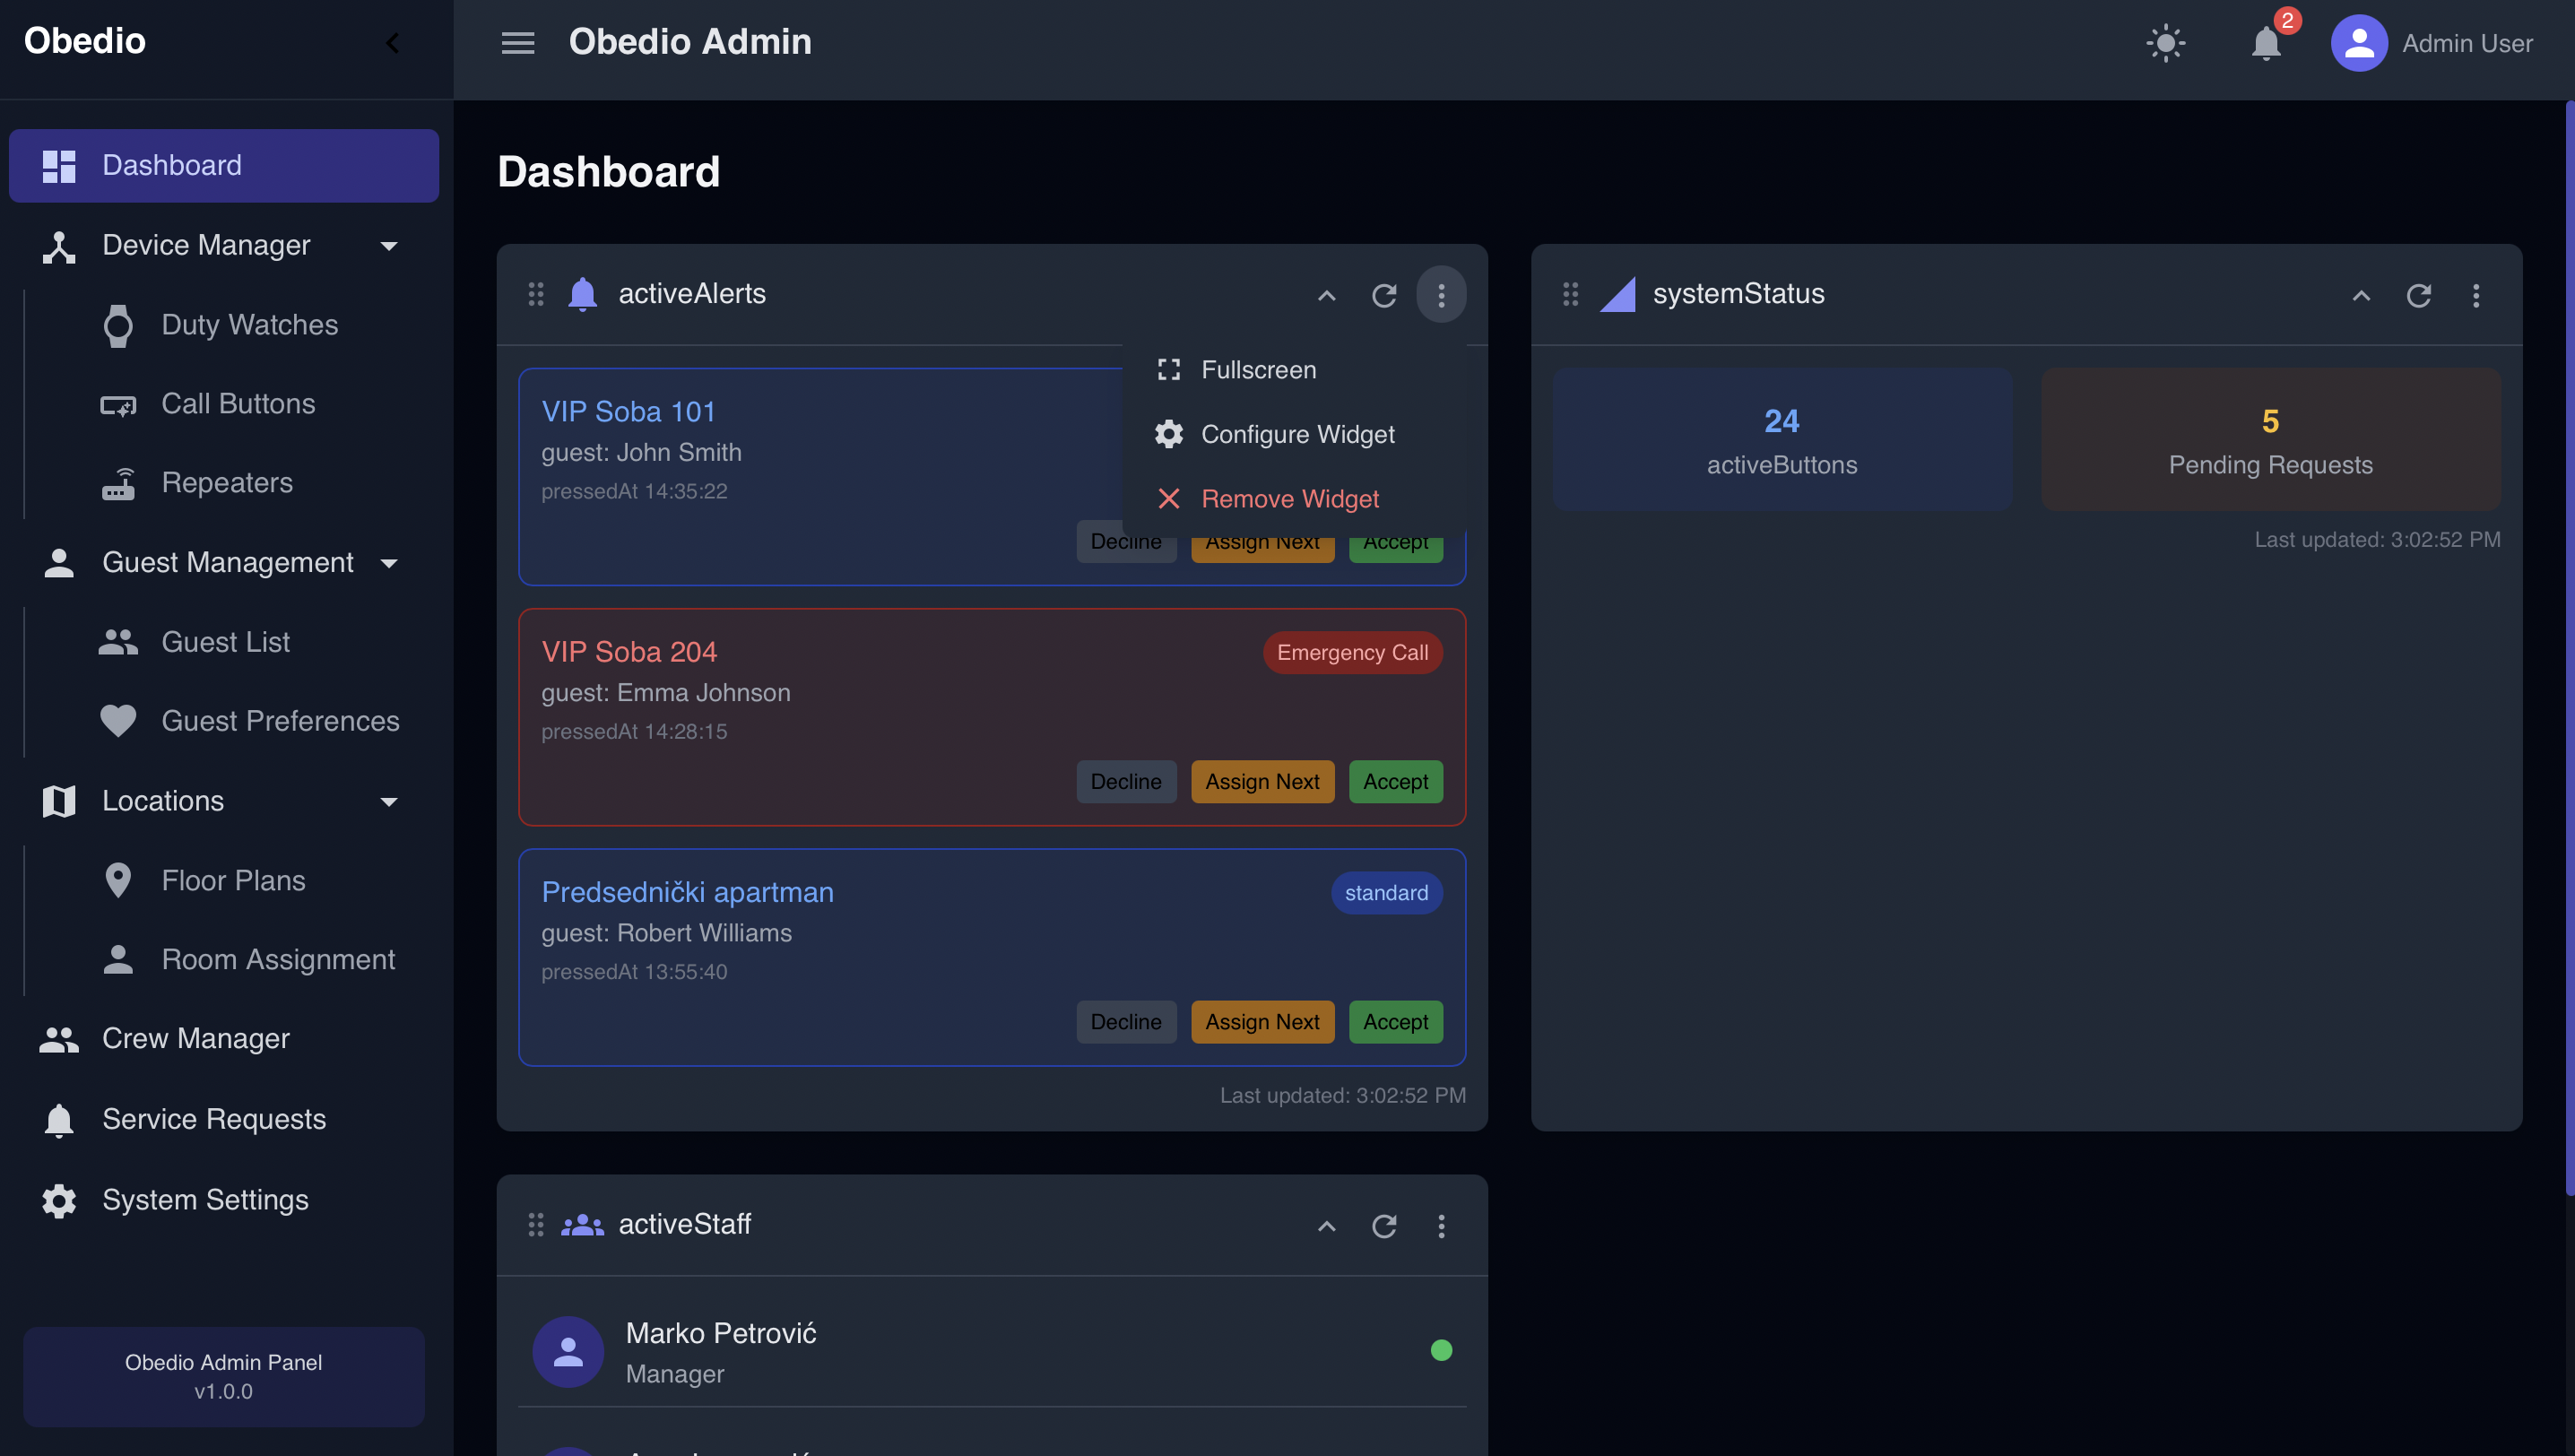 Obedio
Obedio Admin
2
Admin User
Dashboard
Device Manager
Duty Watches
Call Buttons
Repeaters
Guest Management
Guest List
Guest Preferences
Locations
Floor Plans
Room Assignment
Crew Manager
Service Requests
System Settings
Obedio Admin Panel
v1.0.0
Dashboard
activeAlerts
Fullscreen
Configure Widget
Remove Widget
VIP Soba 101
guest: John Smith
pressedAt 14:35:22
Decline Assign Next Accept
VIP Soba 204 Emergency Call
guest: Emma Johnson
pressedAt 14:28:15
Decline Assign Next Accept
Predsednički apartman standard
guest: Robert Williams
pressedAt 13:55:40
Decline Assign Next Accept
Last updated: 3:02:52 PM
systemStatus
24
activeButtons
5
Pending Requests
Last updated: 3:02:52 PM
activeStaff
Marko Petrović
Manager